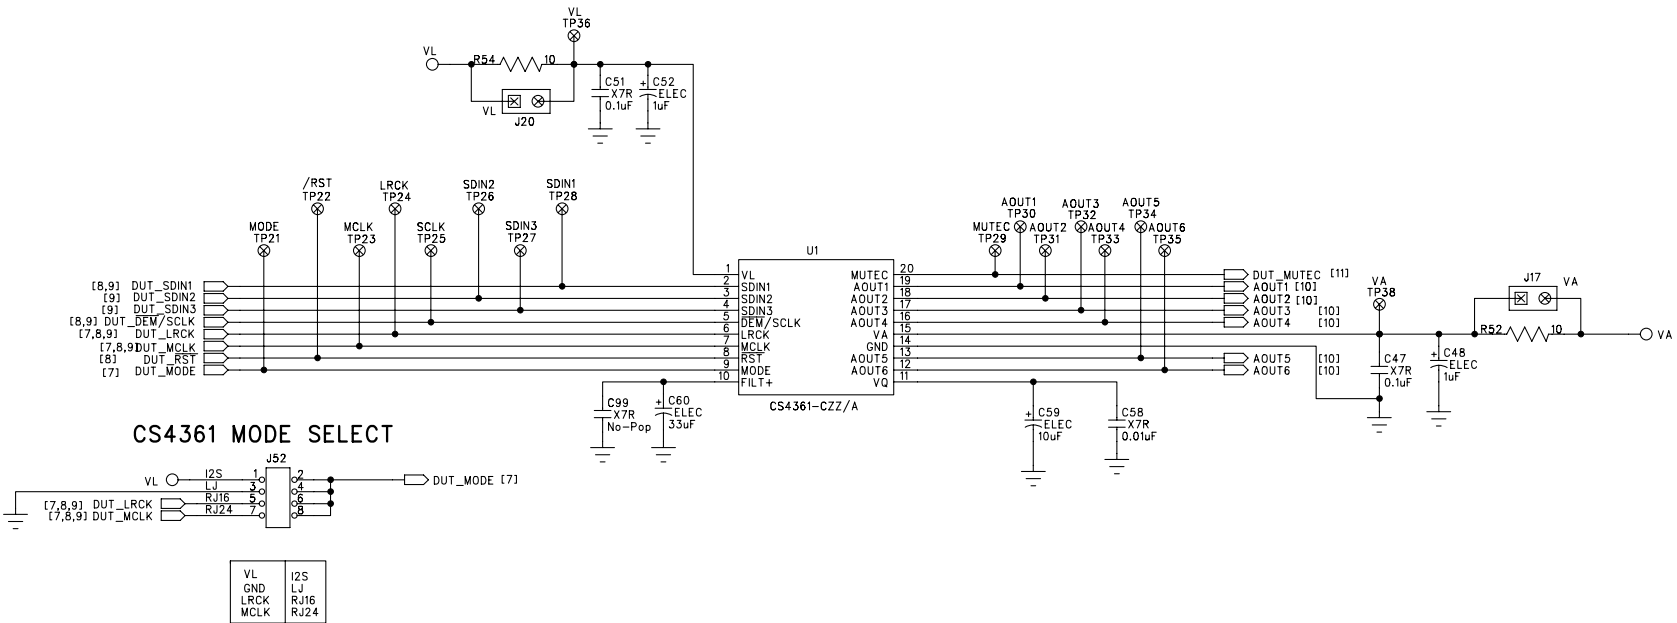 VL
TP36
VL
R54
10
C51
X7R
0.1uF
+
C52
ELEC
1uF
VL
J20
/RST
TP22
LRCK
TP24
SDIN2
TP26
SDIN1
TP28
MODE
TP21
MCLK
TP23
SCLK
TP25
SDIN3
TP27
AOUT1
TP30
AOUT3
TP32
AOUT5
TP34
MUTEC
TP29
AOUT2
TP31
AOUT4
TP33
AOUT6
TP35
U1
[8,9] DUT_SDIN1
[9] DUT_SDIN2
[9] DUT_SDIN3
[8,9] DUT_DEM/SCLK
[7,8,9] DUT_LRCK
[7,8,9] DUT_MCLK
[8] DUT_RST
[7] DUT_MODE
1 VL
2 SDIN1
3 SDIN2
4 SDIN3
5 DEM/SCLK
6 LRCK
7 MCLK
8 RST
9 MODE
10 FILT+
MUTEC 20
AOUT1 19
AOUT2 18
AOUT3 17
AOUT4 16
VA 15
GND 14
AOUT5 13
AOUT6 12
VQ 11
CS4361-CZZ/A
DUT_MUTEC [11]
AOUT1 [10]
AOUT2 [10]
AOUT3 [10]
AOUT4 [10]
AOUT5 [10]
AOUT6 [10]
VA
TP38
J17
VA
R52
10
VA
C47
X7R
0.1uF
+
C48
ELEC
1uF
C99
X7R
No-Pop
+
C60
ELEC
33uF
+
C59
ELEC
10uF
C58
X7R
0.01uF
CS4361 MODE SELECT
J52
VL
I2S 1 2
LJ 3 4
RJ16 5 6
RJ24 7 8
[7,8,9] DUT_LRCK
[7,8,9] DUT_MCLK
DUT_MODE [7]
VL I2S
GND LJ
LRCK RJ16
MCLK RJ24